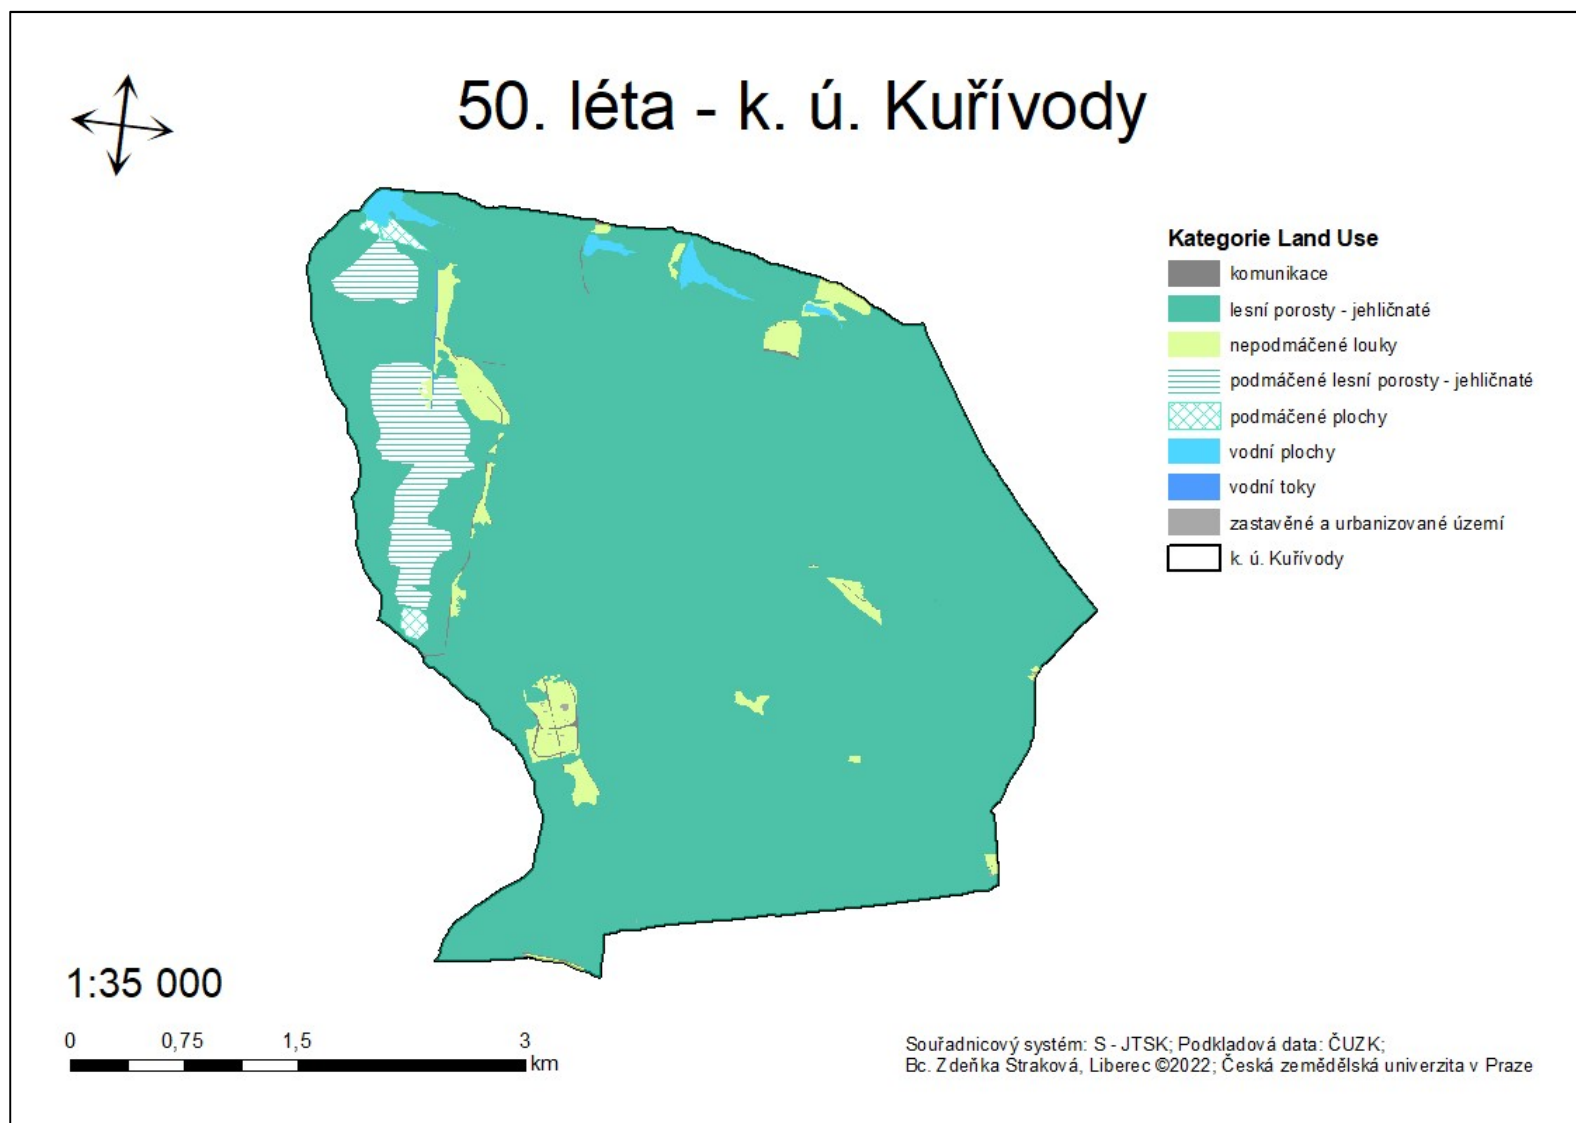 50. léta - k. ú. Kuřívody
Kategorie Land Use
komunikace
lesní porosty - jehličnaté
nepodmáčené louky
podmáčené lesní porosty - jehličnaté
podmáčené plochy
vodní plochy
vodní toky
zastavěné a urbanizované území
k. ú. Kuřívody
1:35 000
0 0,75 1,5 3
km
Souřadnicový systém: S - JTSK; Podkladová data: ČUZK;
Bc. Zdeňka Straková, Liberec ©2022; Česká zemědělská univerzita v Praze